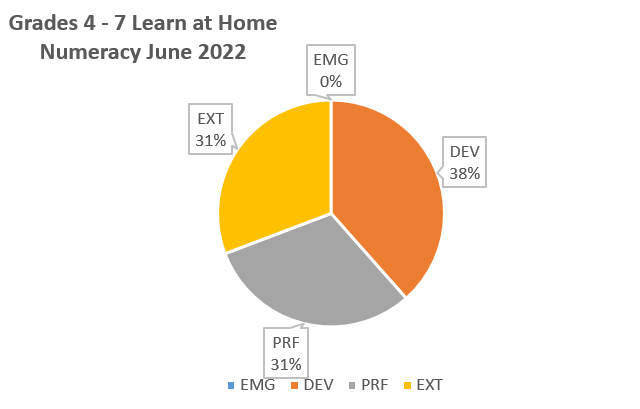 Grades 4 - 7 Learn at Home
Numeracy June 2022
EMG
0%
EXT
31%
DEV
38%
PRF
31%
EMG DEV PRF EXT